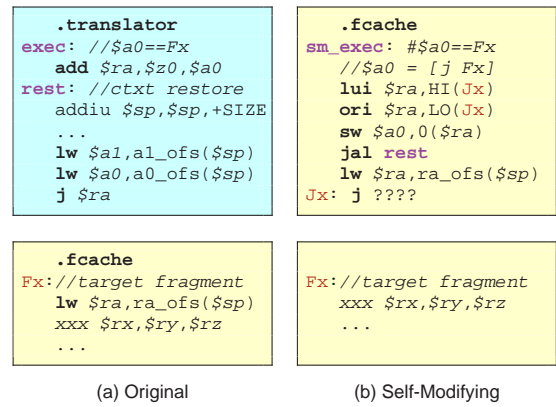 .translator
exec: //$a0==Fx
add $ra,$z0,$a0
rest: //ctxt restore
addiu $sp,$sp,+SIZE
...
lw $a1,a1_ofs($sp)
lw $a0,a0_ofs($sp)
j $ra
.fcache
Fx://target fragment
lw $ra,ra_ofs($sp)
xxx $rx,$ry,$rz
...
(a) Original
.fcache
sm_exec: #$a0==Fx
//$a0 = [j Fx]
lui $ra,HI(Jx)
ori $ra,LO(Jx)
sw $a0,0($ra)
jal rest
lw $ra,ra_ofs($sp)
Jx: j ????
Fx://target fragment
xxx $rx,$ry,$rz
...
(b) Self-Modifying